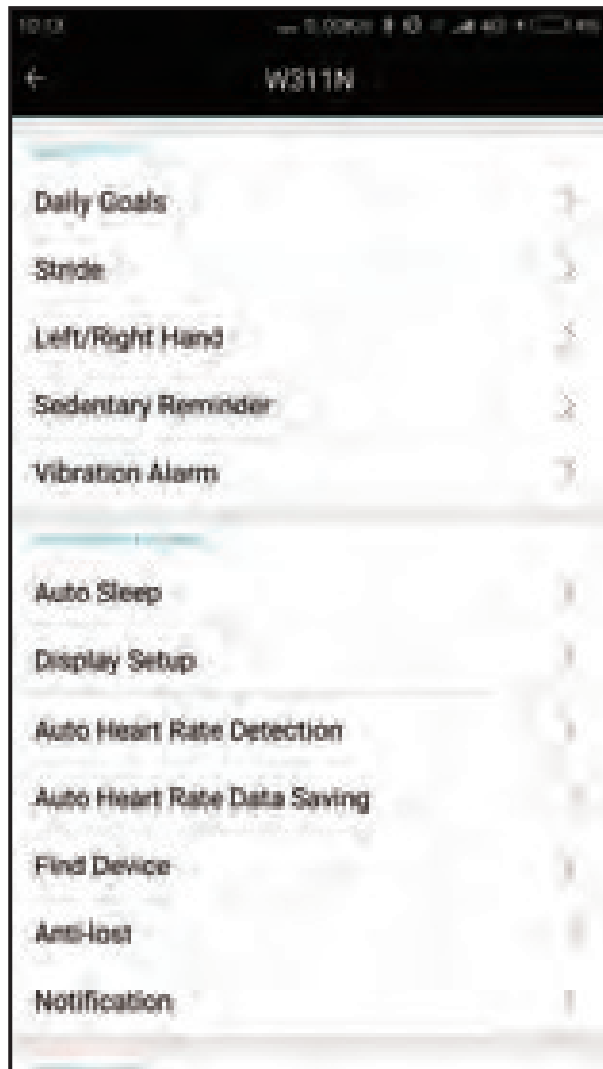 W311N
Daily Goals
Stride
Left/Right Hand
Sedentary Reminder
Vibration Alarm
Auto Sleep
Display Setup
Auto Heart Rate Detection
Auto Heart Rate Data Saving
Find Device
Anti-lost
Notification